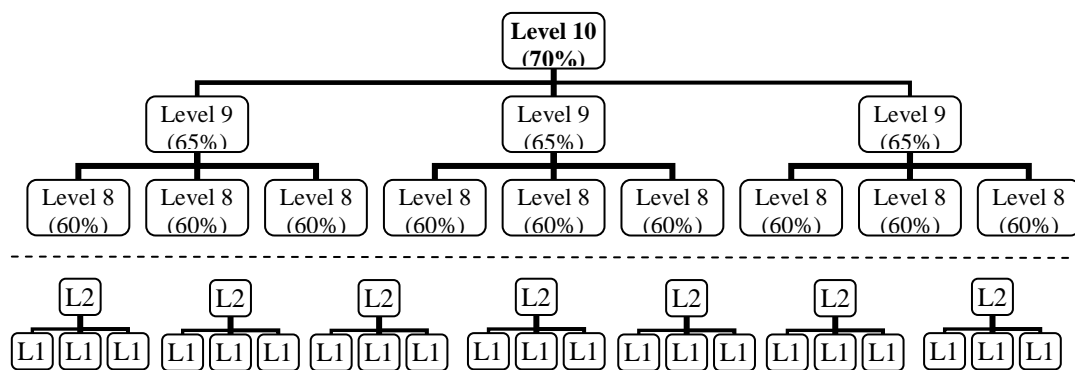 Level 10
(70%)
Level 9
(65%)
Level 9
(65%)
Level 9
(65%)
Level 8
(60%)
Level 8
(60%)
Level 8
(60%)
Level 8
(60%)
Level 8
(60%)
Level 8
(60%)
Level 8
(60%)
Level 8
(60%)
Level 8
(60%)
L2
L2
L2
L2
L2
L2
L2
L1 L1 L1
L1 L1 L1
L1 L1 L1
L1 L1 L1
L1 L1 L1
L1 L1 L1
L1 L1 L1